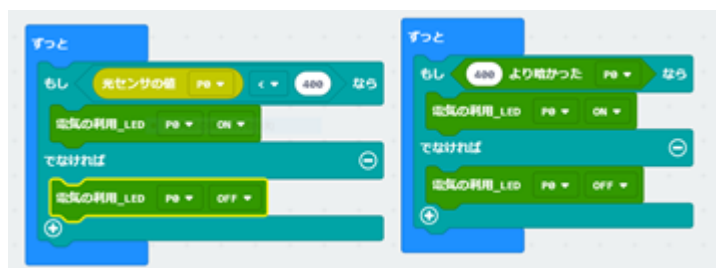 ずっと
もし 光センサの値 P0 < 400 なら
電気の利用_LED P0 ON
でなければ
電気の利用_LED P0 OFF
ずっと
もし 400 より暗かった P0 なら
電気の利用_LED P0 ON
でなければ
電気の利用_LED P0 OFF